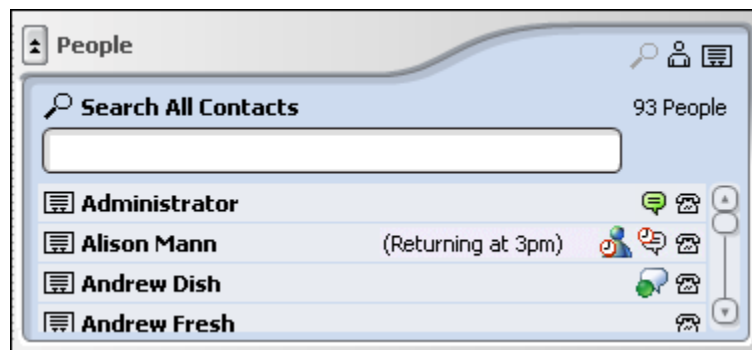 People
Search All Contacts 93 People
Administrator
Alison Mann (Returning at 3pm)
Andrew Dish
Andrew Fresh